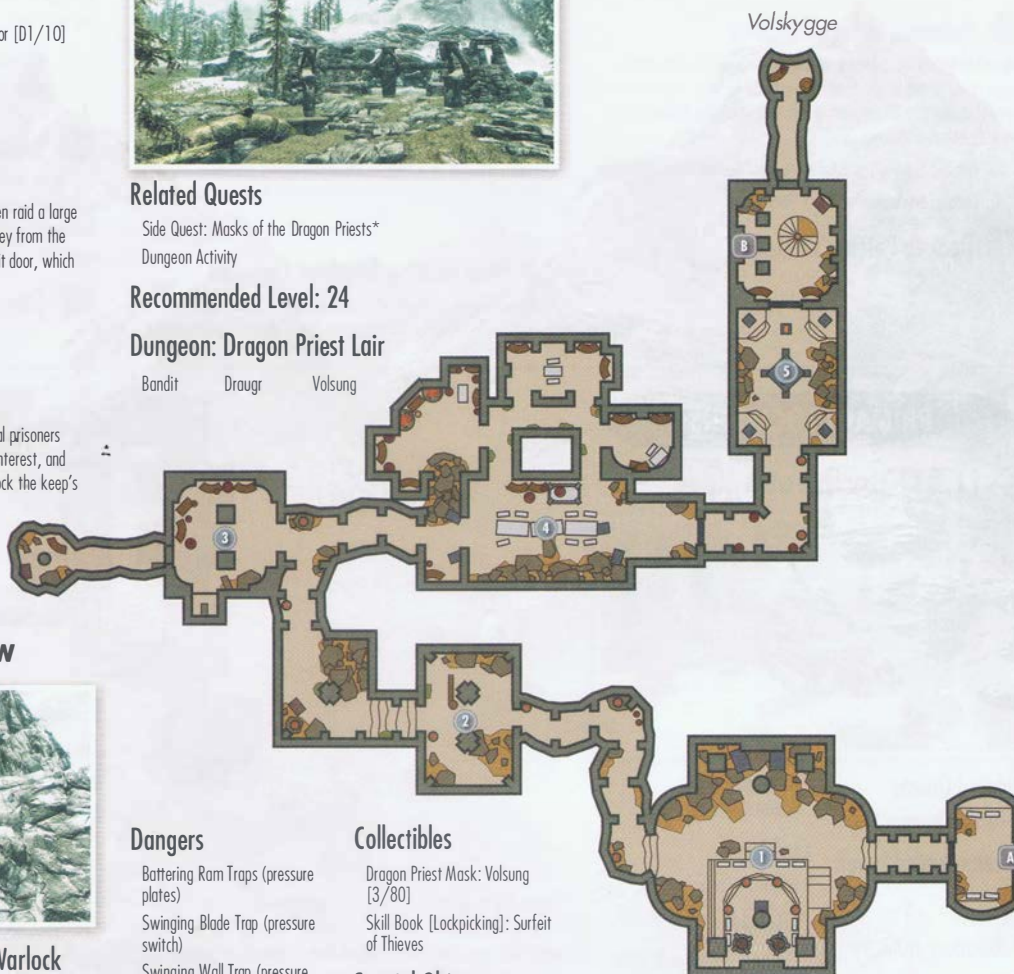 or [D1/10]
en raid a large
ey from the
it door, which
al prisoners
nterest, and
ck the keep's
w
Warlock
Related Quests
Side Quest: Masks of the Dragon Priests*
Dungeon Activity
Recommended Level: 24
Dungeon: Dragon Priest Lair
Bandit Draugr Volsung
Dangers
Battering Ram Traps (pressure
plates)
Swinging Blade Trap (pressure
switch)
Swinging Wall Trap (pressure
Collectibles
Dragon Priest Mask: Volsung
[3/80]
Skill Book [Lockpicking]: Surfeit
of Thieves
Volskygge
B
5
4
3
2
1
A